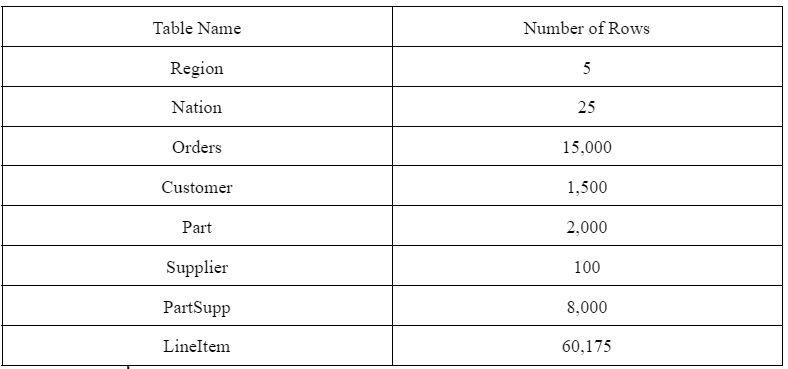 Table Name Number of Rows
Region 5
Nation 25
Orders 15,000
Customer 1,500
Part 2,000
Supplier 100
PartSupp 8,000
LineItem 60,175